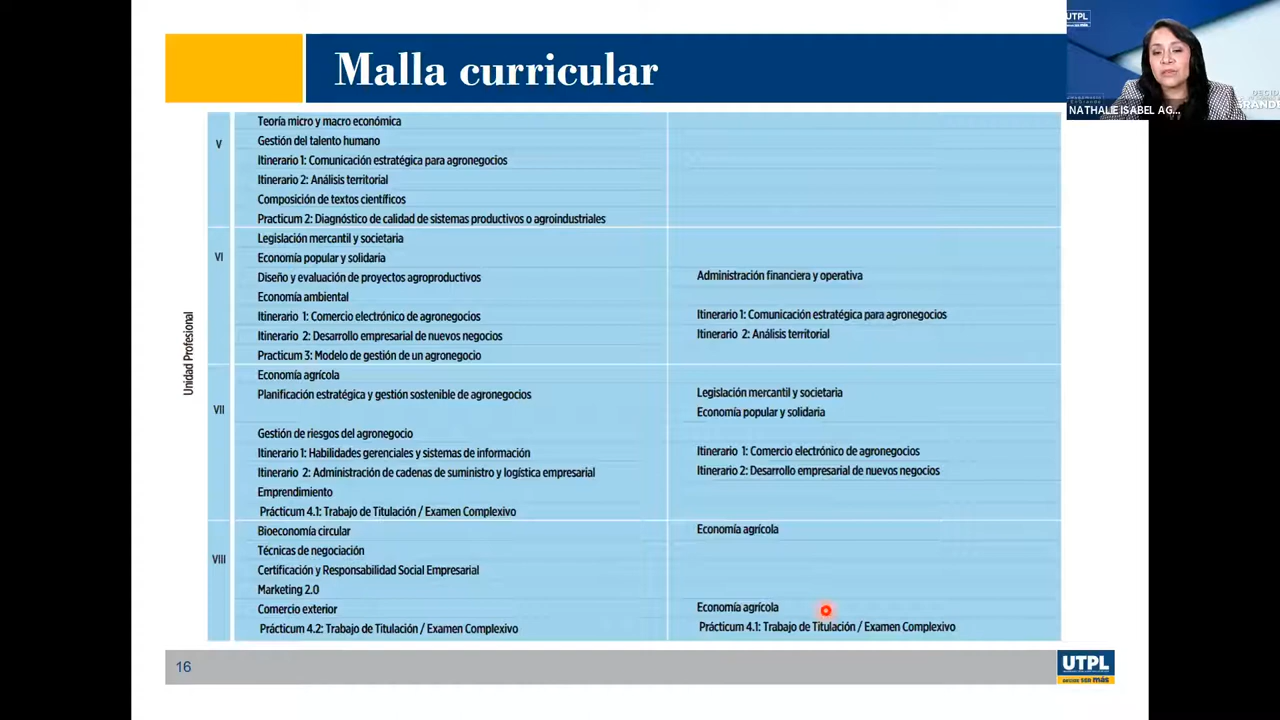 Malla curricular
UTPL
NATHALIE ISABEL AG...
Unidad Profesional
V
Teoría micro y macro económica
Gestión del talento humano
Itinerario 1: Comunicación estratégica para agronegocios
Itinerario 2: Análisis territorial
Composición de textos científicos
Practicum 2: Diagnóstico de calidad de sistemas productivos o agroindustriales
VI
Legislación mercantil y societaria
Economía popular y solidaria
Diseño y evaluación de proyectos agroproductivos
Administración financiera y operativa
Economía ambiental
Itinerario 1: Comercio electrónico de agronegocios
Itinerario 1: Comunicación estratégica para agronegocios
Itinerario 2: Desarrollo empresarial de nuevos negocios
Itinerario 2: Análisis territorial
Practicum 3: Modelo de gestión de un agronegocio
VII
Economía agrícola
Planificación estratégica y gestión sostenible de agronegocios
Legislación mercantil y societaria
Economía popular y solidaria
Gestión de riesgos del agronegocio
Itinerario 1: Habilidades gerenciales y sistemas de información
Itinerario 1: Comercio electrónico de agronegocios
Itinerario 2: Administración de cadenas de suministro y logística empresarial
Itinerario 2: Desarrollo empresarial de nuevos negocios
Emprendimiento
Prácticum 4.1: Trabajo de Titulación / Examen Complexivo
VIII
Bioeconomía circular
Economía agrícola
Técnicas de negociación
Certificación y Responsabilidad Social Empresarial
Marketing 2.0
Comercio exterior
Economía agrícola
Prácticum 4.2: Trabajo de Titulación / Examen Complexivo
Prácticum 4.1: Trabajo de Titulación / Examen Complexivo
16
UTPL
DECIDE SER más